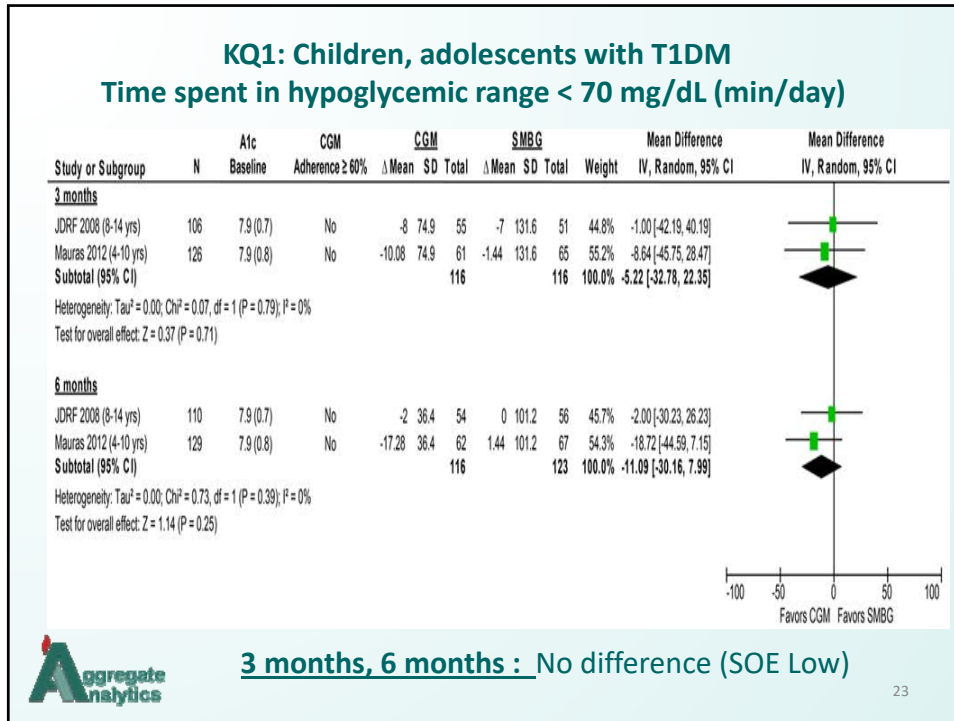 KQ1: Children, adolescents with T1DM
Time spent in hypoglycemic range < 70 mg/dL (min/day)
A1c CGM CGM SMBG Mean Difference Mean Difference
Study or Subgroup N Baseline Adherence ≥ 60% Δ Mean SD Total Δ Mean SD Total Weight IV, Random, 95% CI IV, Random, 95% CI
3 months
JDRF 2008 (8-14 yrs) 106 7.9 (0.7) No -8 74.9 55 -7 131.6 51 44.8% -1.00 [-42.19, 40.19]
Mauras 2012 (4-10 yrs) 126 7.9 (0.8) No -10.08 74.9 61 -1.44 131.6 65 55.2% -8.64 [-45.75, 28.47]
Subtotal (95% CI) 116 116 100.0% -5.22 [-32.78, 22.35]
Heterogeneity: Tau² = 0.00; Chi² = 0.07, df = 1 (P = 0.79); I² = 0%
Test for overall effect: Z = 0.37 (P = 0.71)
6 months
JDRF 2008 (8-14 yrs) 110 7.9 (0.7) No -2 36.4 54 0 101.2 56 45.7% -2.00 [-30.23, 26.23]
Mauras 2012 (4-10 yrs) 129 7.9 (0.8) No -17.28 36.4 62 1.44 101.2 67 54.3% -18.72 [-44.59, 7.15]
Subtotal (95% CI) 116 123 100.0% -11.09 [-30.16, 7.99]
Heterogeneity: Tau² = 0.00; Chi² = 0.73, df = 1 (P = 0.39); I² = 0%
Test for overall effect: Z = 1.14 (P = 0.25)
-100 -50 0 50 100
Favors CGM Favors SMBG
Aggregate
Analytics
3 months, 6 months : No difference (SOE Low)
23